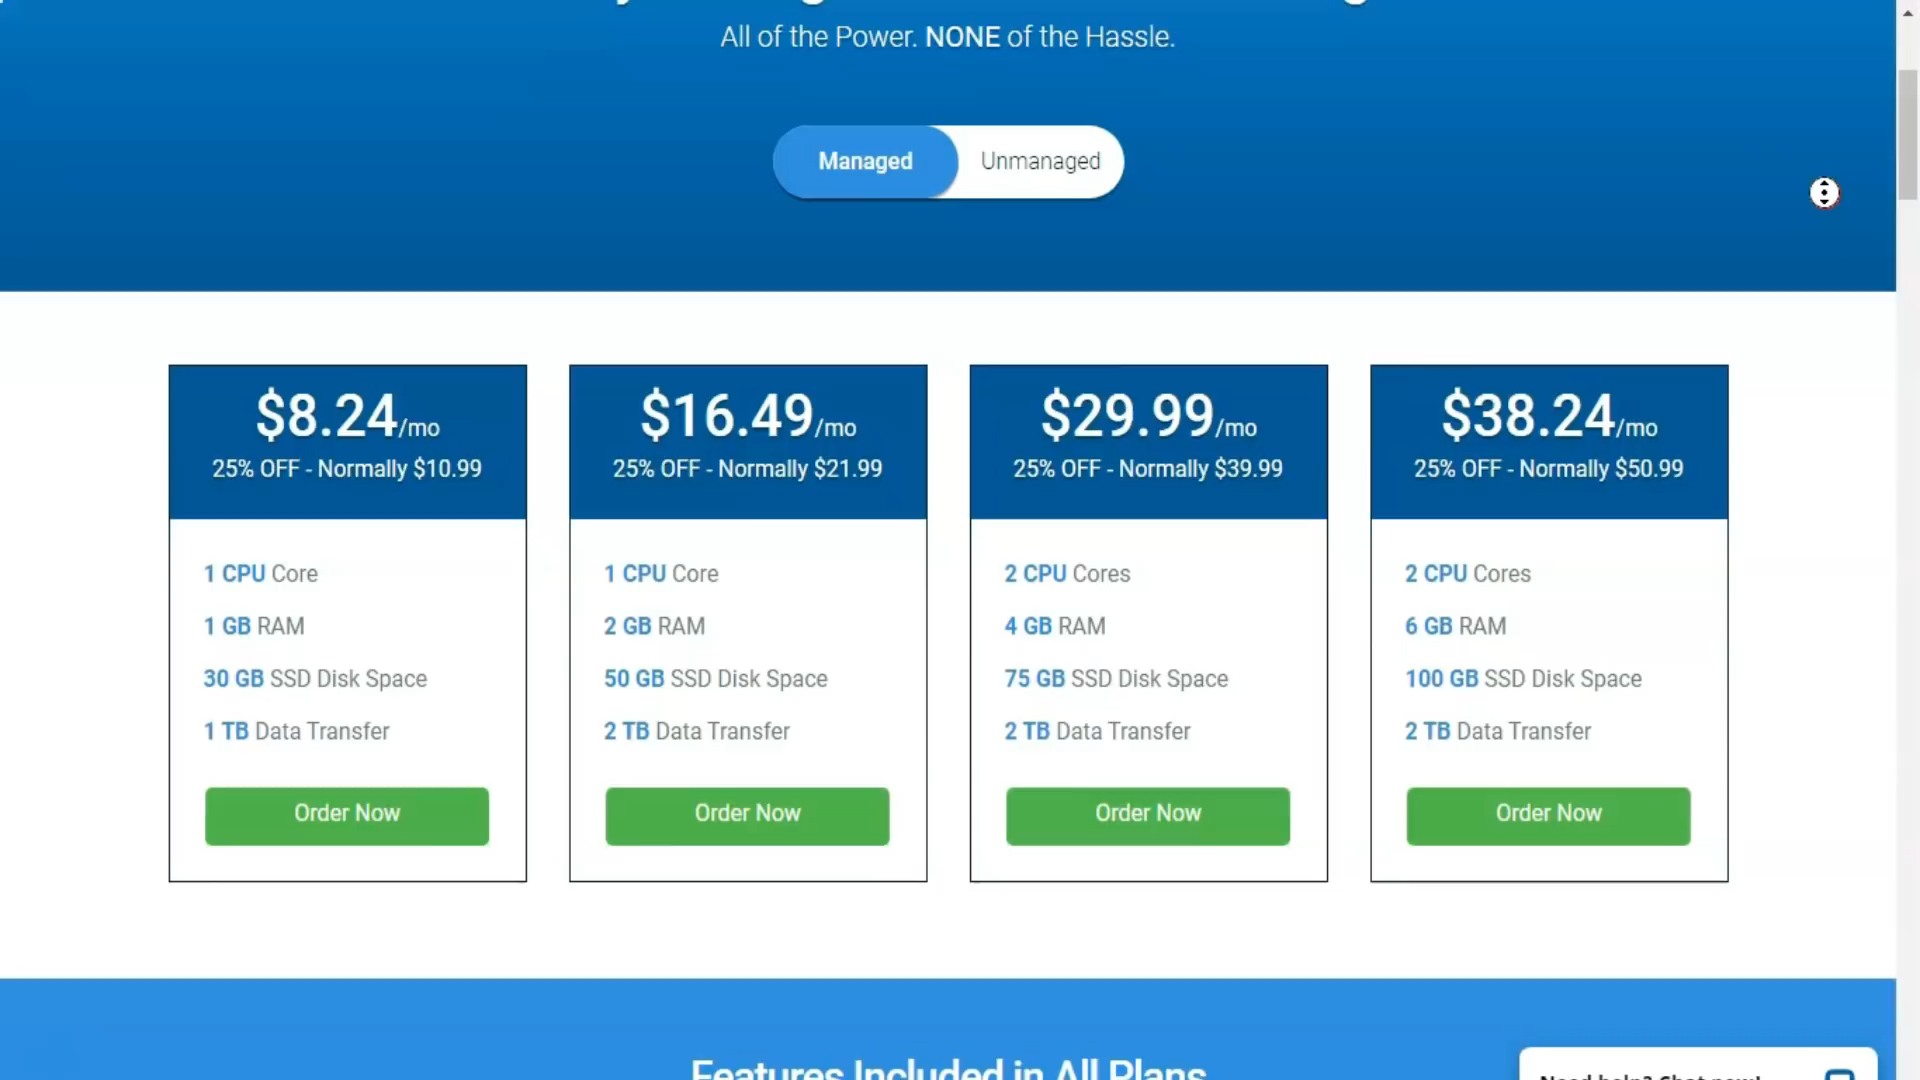 All of the Power. NONE of the Hassle.
Managed
Unmanaged
$8.24/mo
25% OFF - Normally $10.99
1 CPU Core
1 GB RAM
30 GB SSD Disk Space
1 TB Data Transfer
Order Now
$16.49/mo
25% OFF - Normally $21.99
1 CPU Core
2 GB RAM
50 GB SSD Disk Space
2 TB Data Transfer
Order Now
$29.99/mo
25% OFF - Normally $39.99
2 CPU Cores
4 GB RAM
75 GB SSD Disk Space
2 TB Data Transfer
Order Now
$38.24/mo
25% OFF - Normally $50.99
2 CPU Cores
6 GB RAM
100 GB SSD Disk Space
2 TB Data Transfer
Order Now
Features Included in All Plans
Need help? Chat now!